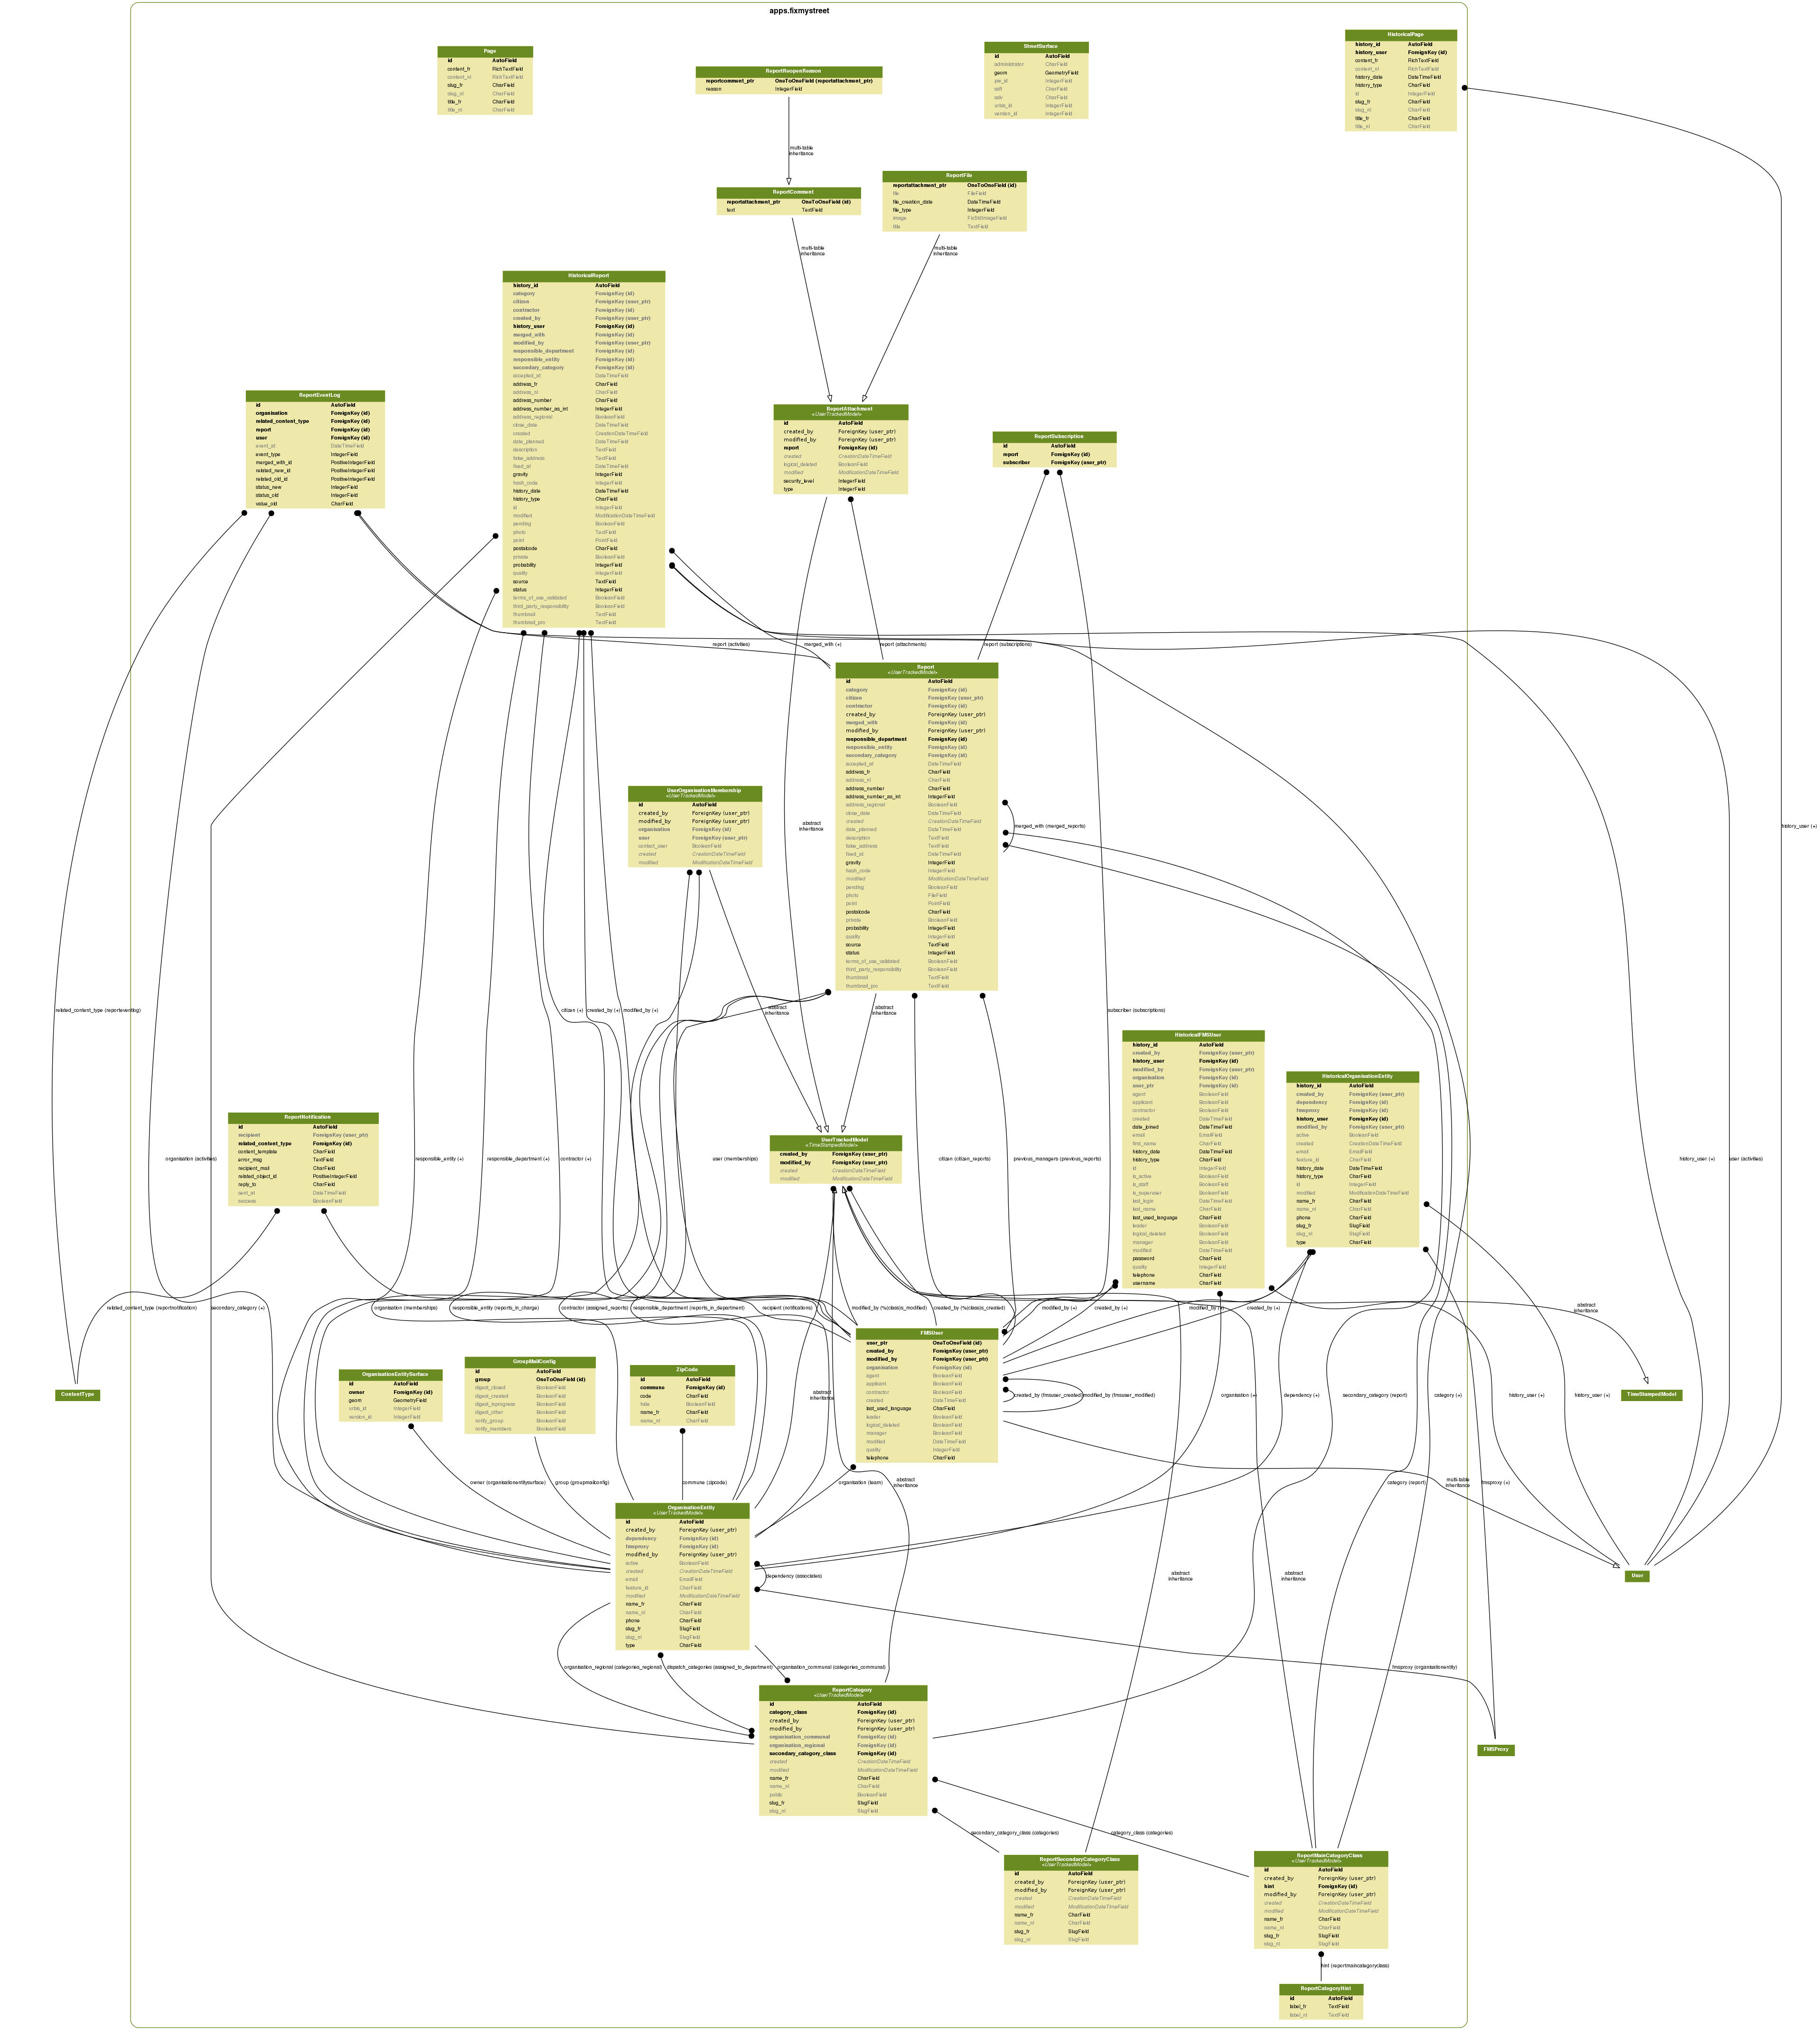 apps.fixmystreet
Page
id AutoField
content_fr RichTextField
content_nl RichTextField
slug_fr CharField
slug_nl CharField
title_fr CharField
title_nl CharField
ReportReopenReason
reportcomment_ptr OneToOneField (reportattachment_ptr)
reason IntegerField
StreetSurface
id AutoField
administrator CharField
geom GeometryField
pw_id IntegerField
ssft CharField
sslv CharField
urbis_id IntegerField
version_id IntegerField
HistoricalPage
history_id AutoField
history_user ForeignKey (id)
content_fr RichTextField
content_nl RichTextField
history_date DateTimeField
history_type CharField
id IntegerField
slug_fr CharField
slug_nl CharField
title_fr CharField
title_nl CharField
multi-table
inheritance
ReportComment
reportattachment_ptr OneToOneField (id)
text TextField
ReportFile
reportattachment_ptr OneToOneField (id)
file FileField
file_creation_date DateTimeField
file_type IntegerField
image FixStdImageField
title TextField
multi-table
inheritance
multi-table
inheritance
HistoricalReport
history_id AutoField
category ForeignKey (id)
citizen ForeignKey (user_ptr)
contractor ForeignKey (id)
created_by ForeignKey (user_ptr)
history_user ForeignKey (id)
merged_with ForeignKey (id)
modified_by ForeignKey (user_ptr)
responsible_department ForeignKey (id)
responsible_entity ForeignKey (id)
secondary_category ForeignKey (id)
accepted_at DateTimeField
address_fr CharField
address_nl CharField
address_number CharField
address_number_as_int IntegerField
address_regional BooleanField
close_date DateTimeField
created CreationDateTimeField
date_planned DateTimeField
description TextField
false_address TextField
fixed_at DateTimeField
gravity IntegerField
hash_code IntegerField
history_date DateTimeField
history_type CharField
id IntegerField
modified ModificationDateTimeField
pending BooleanField
photo TextField
point PointField
postalcode CharField
private BooleanField
probability IntegerField
quality IntegerField
source TextField
status IntegerField
terms_of_use_validated BooleanField
third_party_responsibility BooleanField
thumbnail TextField
thumbnail_pro TextField
ReportEventLog
id AutoField
organisation ForeignKey (id)
related_content_type ForeignKey (id)
report ForeignKey (id)
user ForeignKey (id)
event_at DateTimeField
event_type IntegerField
merged_with_id PositiveIntegerField
related_new_id PositiveIntegerField
related_old_id PositiveIntegerField
status_new IntegerField
status_old IntegerField
value_old CharField
ReportAttachment
«UserTrackedModel»
id AutoField
created_by ForeignKey (user_ptr)
modified_by ForeignKey (user_ptr)
report ForeignKey (id)
created CreationDateTimeField
logical_deleted BooleanField
modified ModificationDateTimeField
security_level IntegerField
type IntegerField
ReportSubscription
id AutoField
report ForeignKey (id)
subscriber ForeignKey (user_ptr)
report (activities)
merged_with (+)
report (attachments)
report (subscriptions)
Report
«UserTrackedModel»
id AutoField
category ForeignKey (id)
citizen ForeignKey (user_ptr)
contractor ForeignKey (id)
created_by ForeignKey (user_ptr)
merged_with ForeignKey (id)
modified_by ForeignKey (user_ptr)
responsible_department ForeignKey (id)
responsible_entity ForeignKey (id)
secondary_category ForeignKey (id)
accepted_at DateTimeField
address_fr CharField
address_nl CharField
address_number CharField
address_number_as_int IntegerField
address_regional BooleanField
close_date DateTimeField
created CreationDateTimeField
date_planned DateTimeField
description TextField
false_address TextField
fixed_at DateTimeField
gravity IntegerField
hash_code IntegerField
modified ModificationDateTimeField
pending BooleanField
photo FileField
point PointField
postalcode CharField
private BooleanField
probability IntegerField
quality IntegerField
source TextField
status IntegerField
terms_of_use_validated BooleanField
third_party_responsibility BooleanField
thumbnail TextField
thumbnail_pro TextField
UserOrganisationMembership
«UserTrackedModel»
id AutoField
created_by ForeignKey (user_ptr)
modified_by ForeignKey (user_ptr)
organisation ForeignKey (id)
user ForeignKey (user_ptr)
contact_user BooleanField
created CreationDateTimeField
modified ModificationDateTimeField
abstract
inheritance
merged_with (merged_reports)
history_user (+)
related_content_type (reporteventlog)
citizen (+)
created_by (+)
modified_by (+)
abstract
inheritance
abstract
inheritance
subscriber (subscriptions)
HistoricalFMSUser
history_id AutoField
created_by ForeignKey (user_ptr)
history_user ForeignKey (id)
modified_by ForeignKey (user_ptr)
organisation ForeignKey (id)
user_ptr ForeignKey (id)
agent BooleanField
applicant BooleanField
contractor BooleanField
created DateTimeField
date_joined DateTimeField
email EmailField
first_name CharField
history_date DateTimeField
history_type CharField
id IntegerField
is_active BooleanField
is_staff BooleanField
is_superuser BooleanField
last_login DateTimeField
last_name CharField
last_used_language CharField
leader BooleanField
logical_deleted BooleanField
manager BooleanField
modified DateTimeField
password CharField
quality IntegerField
telephone CharField
username CharField
HistoricalOrganisationEntity
history_id AutoField
created_by ForeignKey (user_ptr)
dependency ForeignKey (id)
fmsproxy ForeignKey (id)
history_user ForeignKey (id)
modified_by ForeignKey (user_ptr)
active BooleanField
created CreationDateTimeField
email EmailField
feature_id CharField
history_date DateTimeField
history_type CharField
id IntegerField
modified ModificationDateTimeField
name_fr CharField
name_nl CharField
phone CharField
slug_fr SlugField
slug_nl SlugField
type CharField
ReportNotification
id AutoField
recipient ForeignKey (user_ptr)
related_content_type ForeignKey (id)
content_template CharField
error_msg TextField
recipient_mail CharField
related_object_id PositiveIntegerField
reply_to CharField
sent_at DateTimeField
success BooleanField
UserTrackedModel
«TimeStampedModel»
created_by ForeignKey (user_ptr)
modified_by ForeignKey (user_ptr)
created CreationDateTimeField
modified ModificationDateTimeField
organisation (activities)
responsible_entity (+)
responsible_department (+)
contractor (+)
user (memberships)
citizen (citizen_reports)
previous_managers (previous_reports)
history_user (+)
user (activities)
related_content_type (reportnotification)
secondary_category (+)
organisation (memberships)
responsible_entity (reports_in_charge)
contractor (assigned_reports)
responsible_department (reports_in_department)
recipient (notifications)
modified_by (%(class)s_modified)
created_by (%(class)s_created)
modified_by (+)
created_by (+)
modified_by (+)
created_by (+)
abstract
inheritance
FMSUser
user_ptr OneToOneField (id)
created_by ForeignKey (user_ptr)
modified_by ForeignKey (user_ptr)
organisation ForeignKey (id)
agent BooleanField
applicant BooleanField
contractor BooleanField
created DateTimeField
last_used_language CharField
leader BooleanField
logical_deleted BooleanField
manager BooleanField
modified DateTimeField
quality IntegerField
telephone CharField
ContentType
OrganisationEntitySurface
id AutoField
owner ForeignKey (id)
geom GeometryField
urbis_id IntegerField
version_id IntegerField
GroupMailConfig
id AutoField
group OneToOneField (id)
digest_closed BooleanField
digest_created BooleanField
digest_inprogress BooleanField
digest_other BooleanField
notify_group BooleanField
notify_members BooleanField
ZipCode
id AutoField
commune ForeignKey (id)
code CharField
hide BooleanField
name_fr CharField
name_nl CharField
abstract
inheritance
created_by (fmsuser_created)
modified_by (fmsuser_modified)
organisation (+)
dependency (+)
secondary_category (report)
category (+)
history_user (+)
history_user (+)
TimeStampedModel
owner (organisationentitysurface)
group (groupmailconfig)
commune (zipcode)
organisation (team)
abstract
inheritance
category (report)
multi-table
inheritance
fmsproxy (+)
OrganisationEntity
«UserTrackedModel»
id AutoField
created_by ForeignKey (user_ptr)
dependency ForeignKey (id)
fmsproxy ForeignKey (id)
modified_by ForeignKey (user_ptr)
active BooleanField
created CreationDateTimeField
email EmailField
feature_id CharField
modified ModificationDateTimeField
name_fr CharField
name_nl CharField
phone CharField
slug_fr SlugField
slug_nl SlugField
type CharField
dependency (associates)
abstract
inheritance
abstract
inheritance
User
organisation_regional (categories_regional)
dispatch_categories (assigned_to_department)
organisation_communal (categories_communal)
fmsproxy (organisationentity)
ReportCategory
«UserTrackedModel»
id AutoField
category_class ForeignKey (id)
created_by ForeignKey (user_ptr)
modified_by ForeignKey (user_ptr)
organisation_communal ForeignKey (id)
organisation_regional ForeignKey (id)
secondary_category_class ForeignKey (id)
created CreationDateTimeField
modified ModificationDateTimeField
name_fr CharField
name_nl CharField
public BooleanField
slug_fr SlugField
slug_nl SlugField
FMSProxy
secondary_category_class (categories)
category_class (categories)
ReportSecondaryCategoryClass
«UserTrackedModel»
id AutoField
created_by ForeignKey (user_ptr)
modified_by ForeignKey (user_ptr)
created CreationDateTimeField
modified ModificationDateTimeField
name_fr CharField
name_nl CharField
slug_fr SlugField
slug_nl SlugField
ReportMainCategoryClass
«UserTrackedModel»
id AutoField
created_by ForeignKey (user_ptr)
hint ForeignKey (id)
modified_by ForeignKey (user_ptr)
created CreationDateTimeField
modified ModificationDateTimeField
name_fr CharField
name_nl CharField
slug_fr SlugField
slug_nl SlugField
hint (reportmaincategoryclass)
ReportCategoryHint
id AutoField
label_fr TextField
label_nl TextField